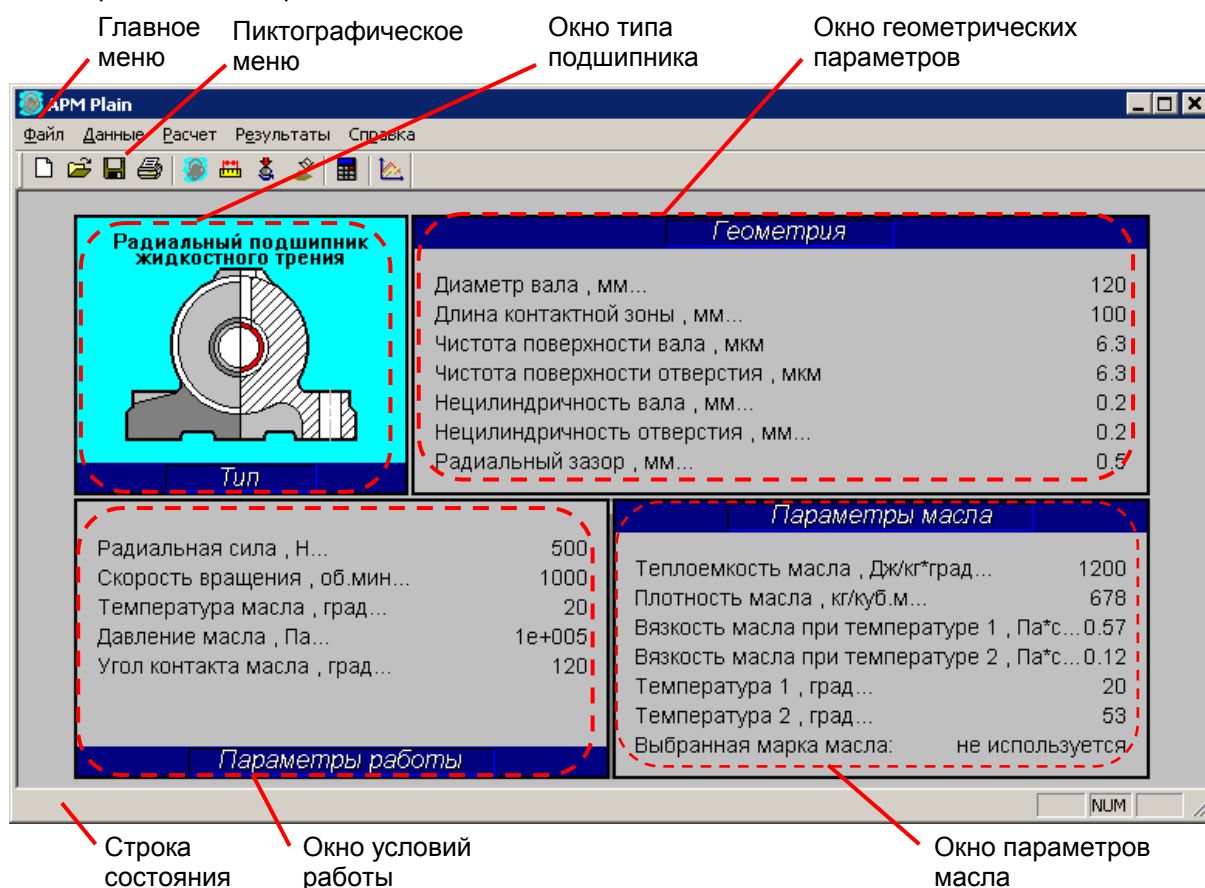 Главное
меню
Пиктографическое
меню
Окно типа
подшипника
Окно геометрических
параметров
APM Plain
Файл Данные Расчет Результаты Справка
Радиальный подшипник
жидкостного трения
Тип
Геометрия
Диаметр вала , мм... 120
Длина контактной зоны , мм... 100
Чистота поверхности вала , мкм 6.3
Чистота поверхности отверстия , мкм 6.3
Нецилиндричность вала , мм... 0.2
Нецилиндричность отверстия , мм... 0.2
Радиальный зазор , мм... 0.5
Радиальная сила , Н... 500
Скорость вращения , об.мин... 1000
Температура масла , град... 20
Давление масла , Па... 1e+005
Угол контакта масла , град... 120
Параметры работы
Параметры масла
Теплоемкость масла , Дж/кг*град... 1200
Плотность масла , кг/куб.м... 678
Вязкость масла при температуре 1 , Па*с...0.57
Вязкость масла при температуре 2 , Па*с...0.12
Температура 1 , град... 20
Температура 2 , град... 53
Выбранная марка масла: не используется
NUM
Строка
состояния
Окно условий
работы
Окно параметров
масла